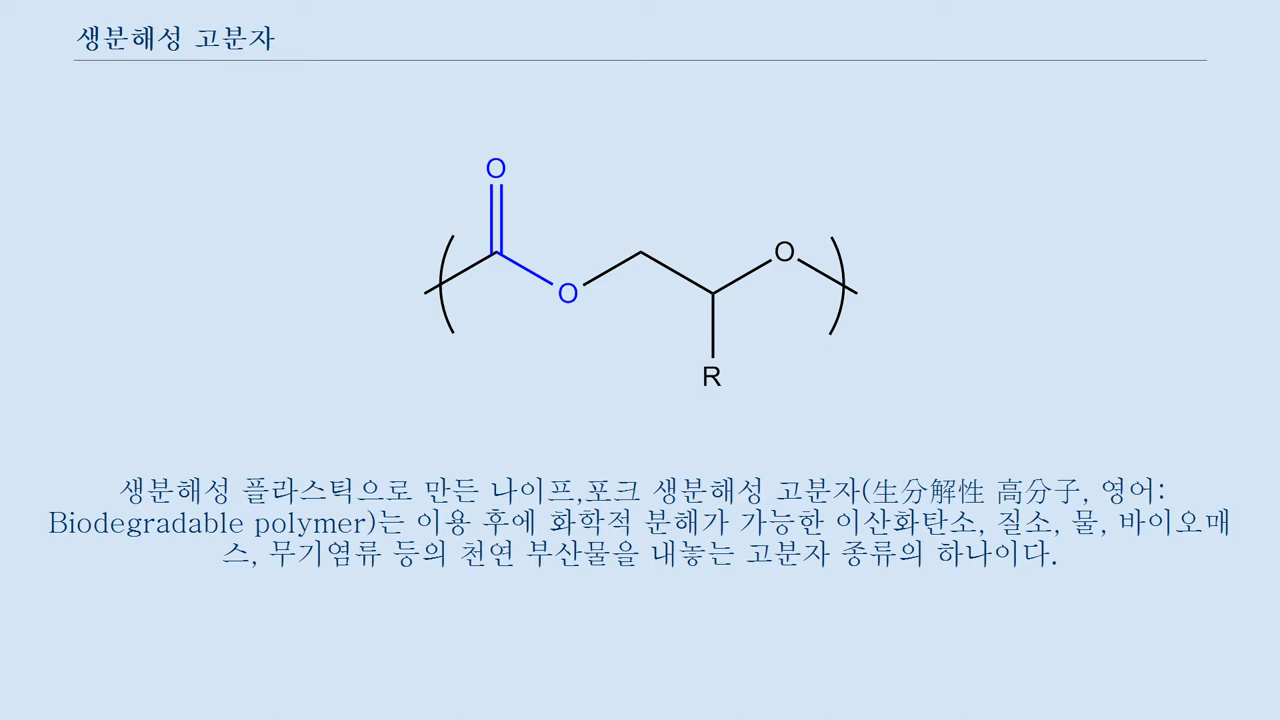 생분해성 고분자
O
O
O
R
생분해성 플라스틱으로 만든 나이프,포크 생분해성 고분자(生分解性 高分子, 영어:
Biodegradable polymer)는 이용 후에 화학적 분해가 가능한 이산화탄소, 질소, 물, 바이오매
스, 무기염류 등의 천연 부산물을 내놓는 고분자 종류의 하나이다.